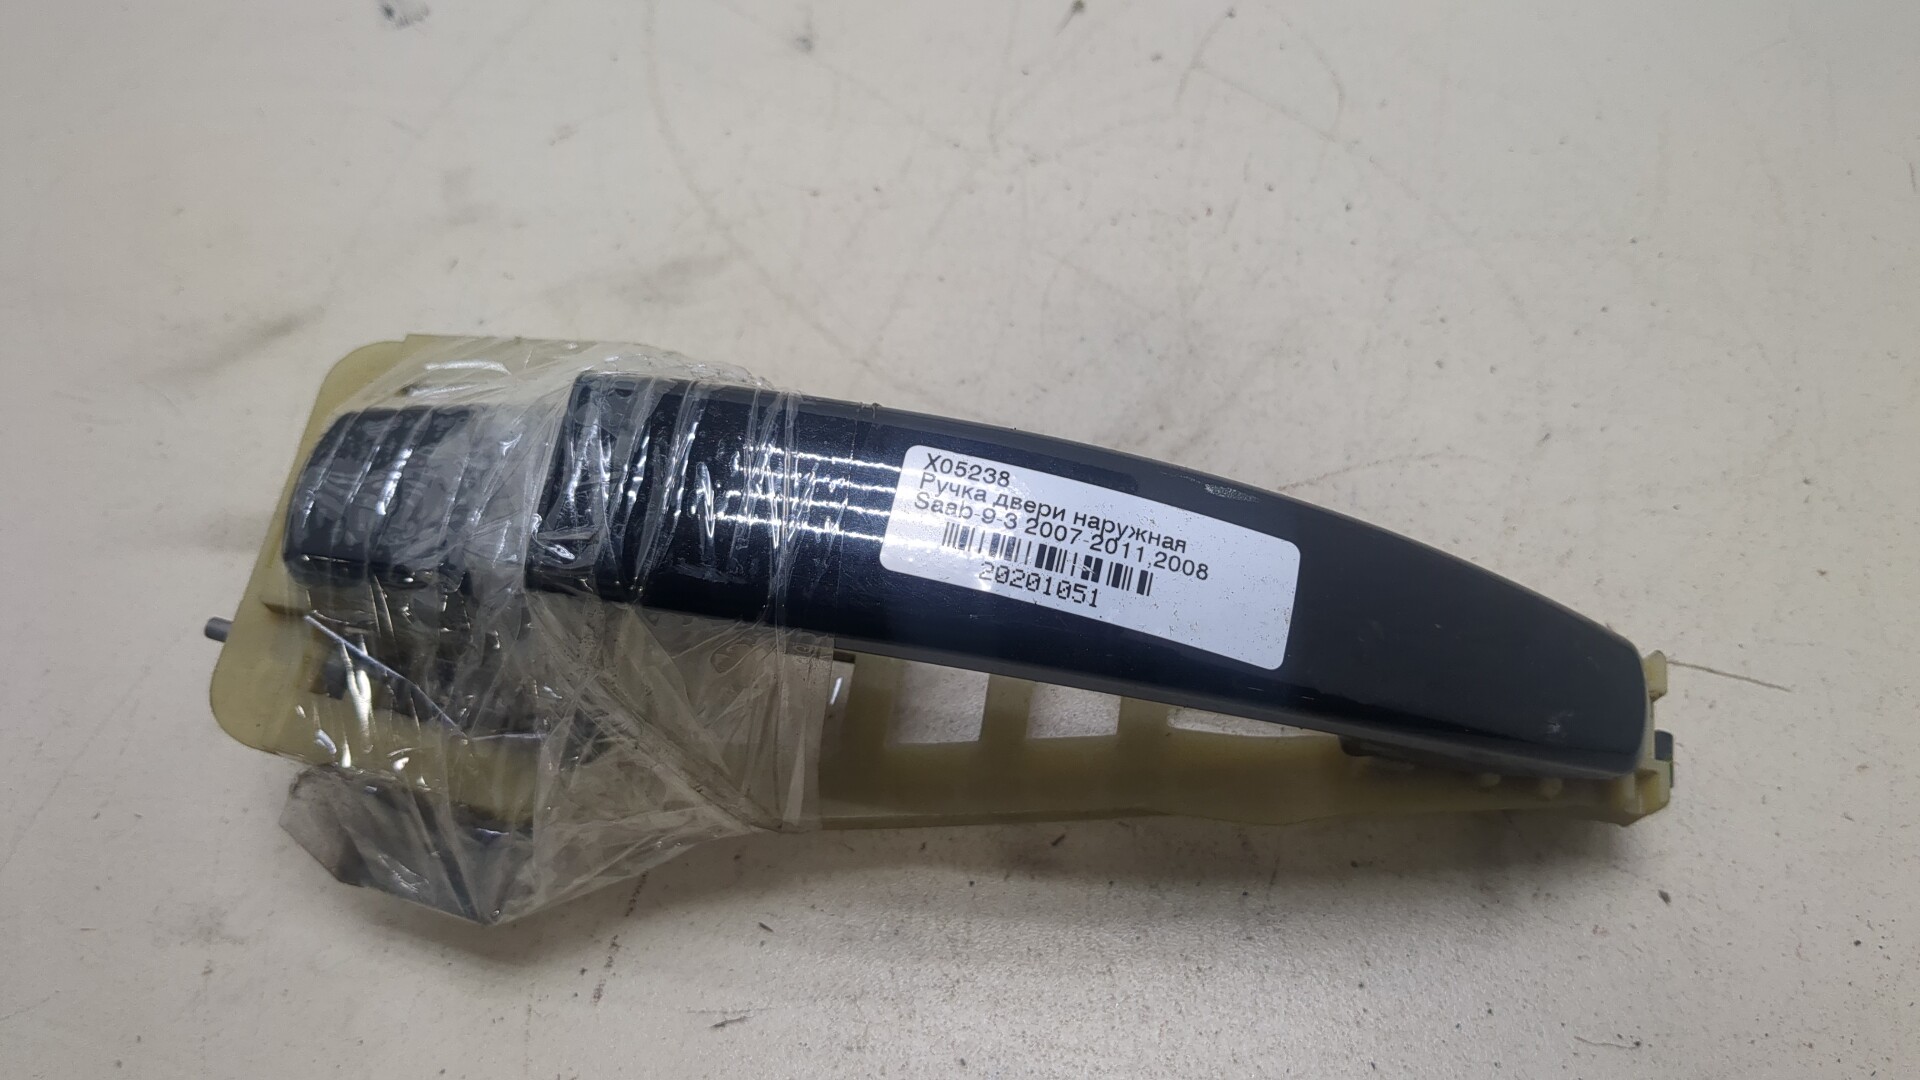 X05238
Ручка двери наружная
Saab 9-3 2007-2011,2008
20201051